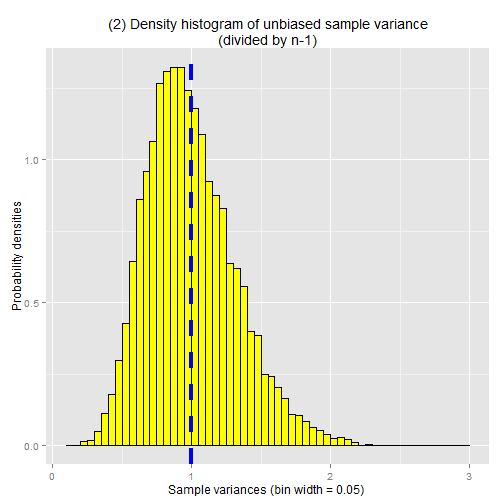 (2) Density histogram of unbiased sample variance
(divided by n-1)
Probability densities
1.0
0.5
0.0
0
1
2
3
Sample variances (bin width = 0.05)